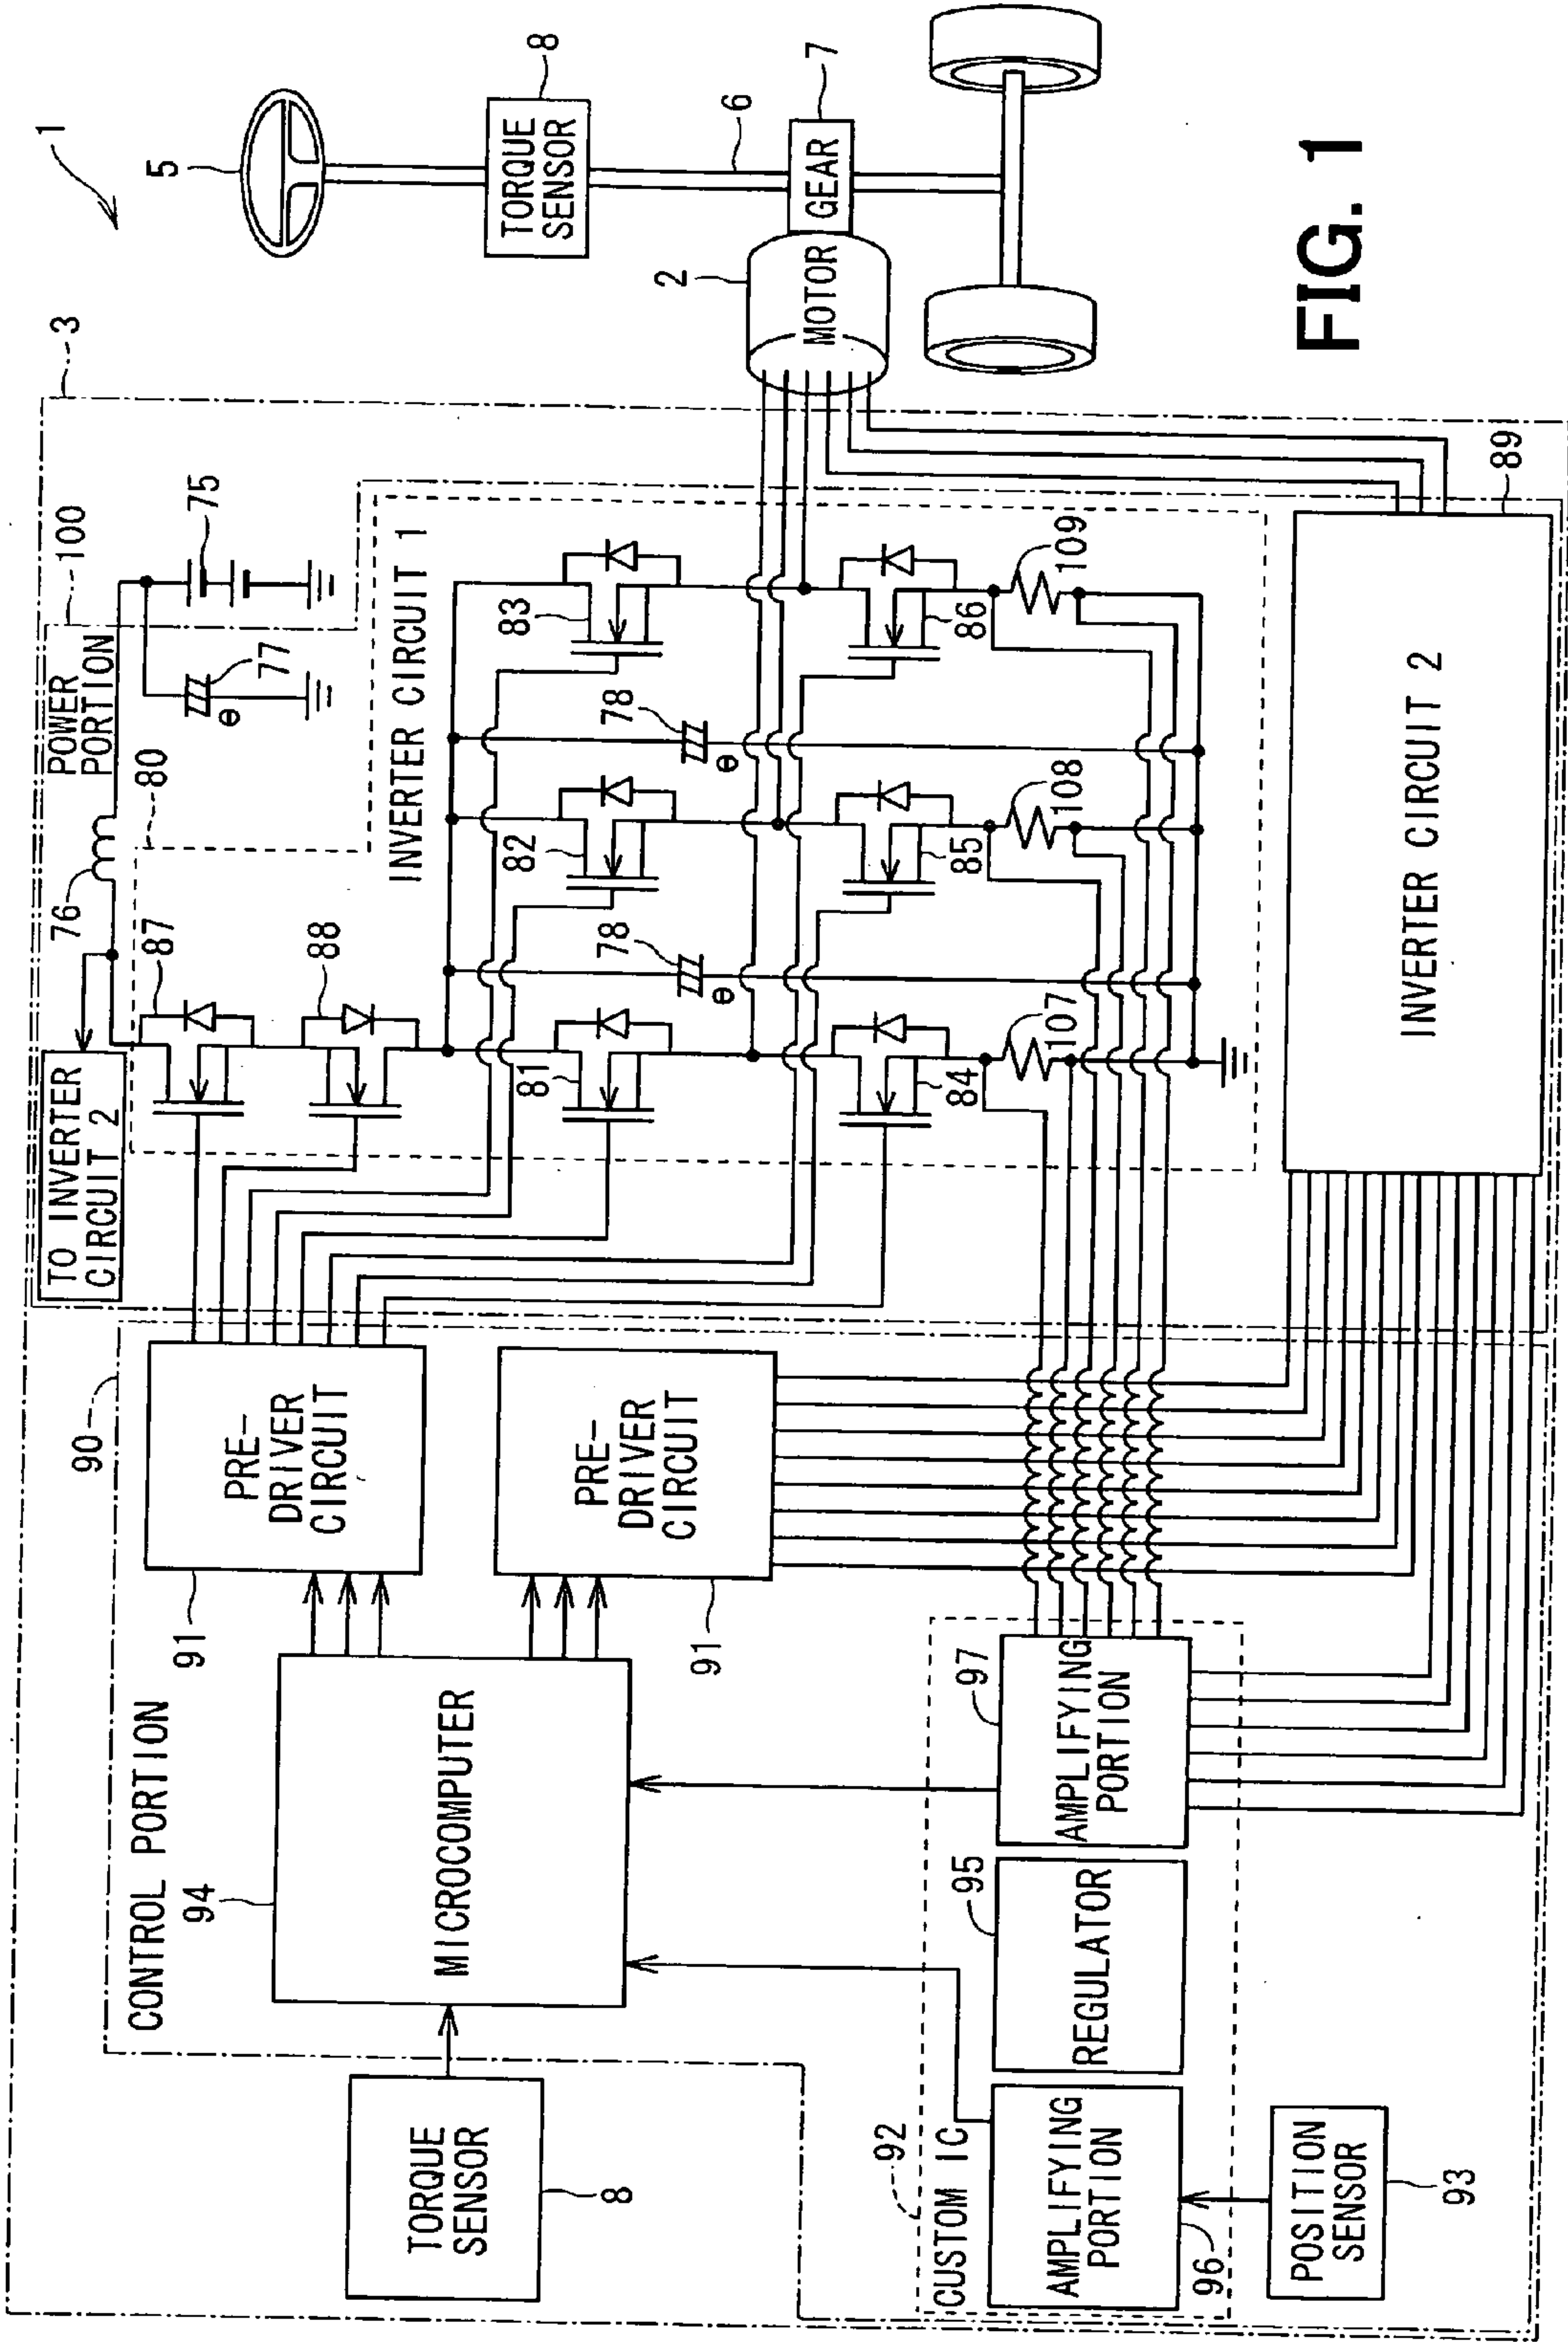 FIG. 1
1
5
TORQUE
SENSOR
8
6
GEAR
7
MOTOR
2
3
POWER
PORTION
100
75
77
⊖
76
80
TO INVERTER
CIRCUIT 2
87
88
INVERTER CIRCUIT 1
81
82
83
78
⊖
78
⊖
84
85
86
107
108
109
INVERTER CIRCUIT 2
89
90
CONTROL PORTION
PRE-
DRIVER
CIRCUIT
91
PRE-
DRIVER
CIRCUIT
91
MICROCOMPUTER
94
TORQUE
SENSOR
8
92
CUSTOM IC
AMPLIFYING
PORTION
96
REGULATOR
95
AMPLIFYING
PORTION
97
POSITION
SENSOR
93